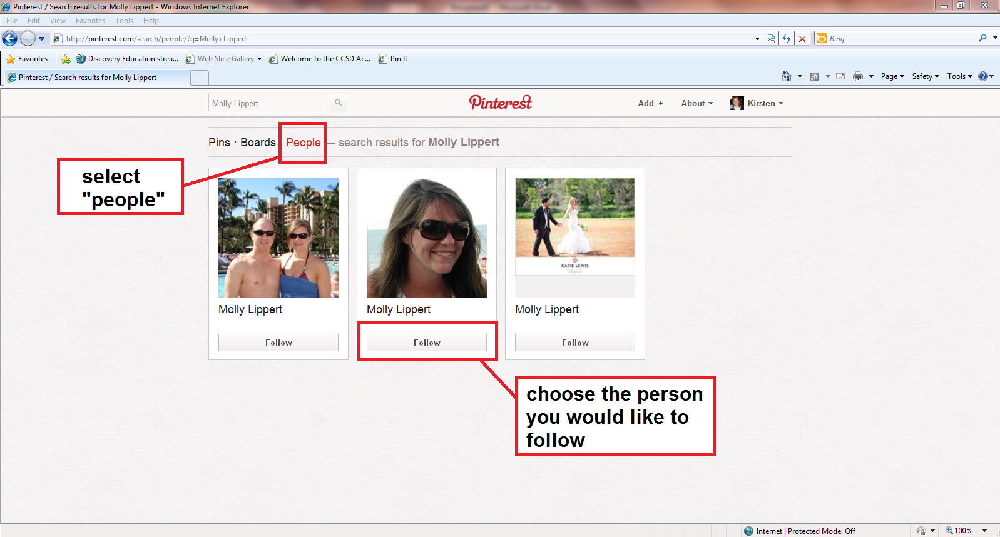 Pinterest / Search results for Molly Lippert - Windows Internet Explorer
File Edit View Favorites Tools Help
http://pinterest.com/search/people/?q=Molly+Lippert
Bing
Favorites Discovery Education strea... Web Slice Gallery Welcome to the CCSD Ac... Pin It
Pinterest / Search results for Molly Lippert
Page Safety Tools
Molly Lippert
Pinterest
Add +
About
Kirsten
Pins · Boards People — search results for Molly Lippert
select
"people"
KATIE LEWIS
Molly Lippert
Molly Lippert
Molly Lippert
Follow
Follow
Follow
choose the person
you would like to
follow
Internet | Protected Mode: Off
100%